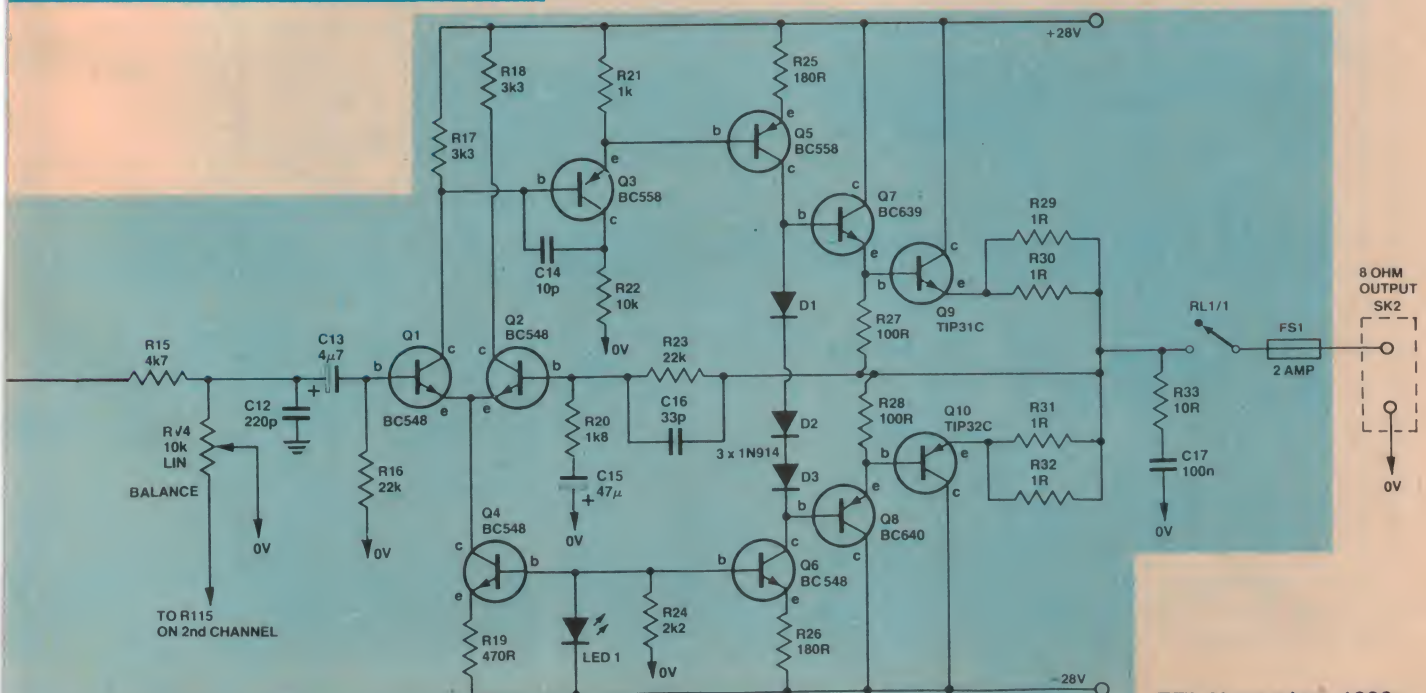 +28V
R25
180R
R18
3k3
R21
1k
R17
3k3
b
e
Q5
BC558
c
b
e
Q3
BC558
c
C14
10p
R22
10k
0V
b
c
Q7
BC639
e
b
c
e
Q9
TIP31C
R29
1R
R30
1R
R27
100R
D1
8 OHM
OUTPUT
SK2
RL1/1
FS1
2 AMP
0V
R15
4k7
C13
4μ7
+
Q1
b
c
e
BC548
Q2
BC548
c
e
b
R23
22k
C16
33p
R20
1k8
C15
47μ
+
0V
C12
220p
RV4
10k
LIN
BALANCE
0V
R16
22k
0V
TO R115
ON 2nd CHANNEL
D2
3 x 1N914
D3
R28
100R
Q10
TIP32C
b
e
c
R31
1R
R32
1R
R33
10R
C17
100n
0V
b
e
Q8
BC640
c
Q4
BC548
c
b
e
R19
470R
LED 1
R24
2k2
0V
b
c
Q6
BC548
e
R26
180R
-28V